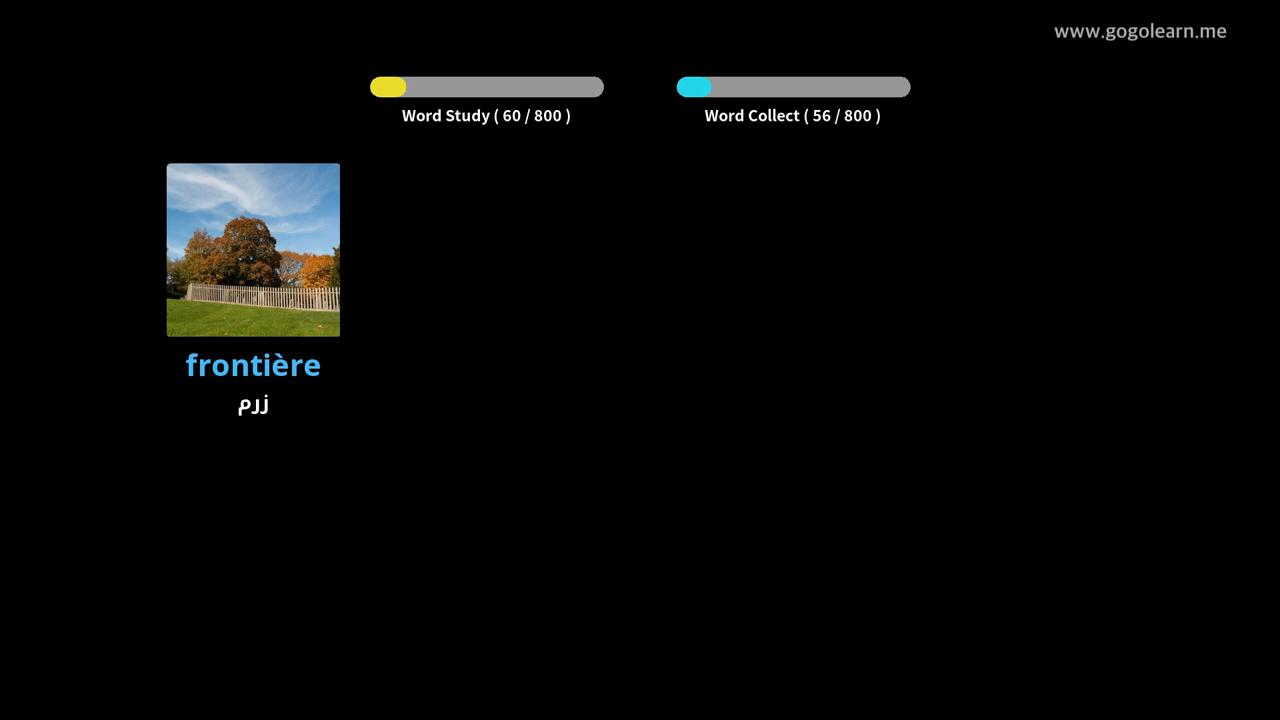 www.gogolearn.me
Word Study ( 60 / 800 )
Word Collect ( 56 / 800 )
frontière
زرم